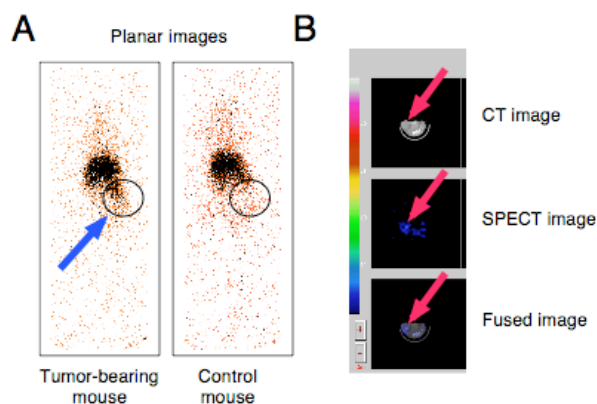 A
B
Planar images
CT image
SPECT image
Fused image
Tumor-bearing
mouse
Control
mouse